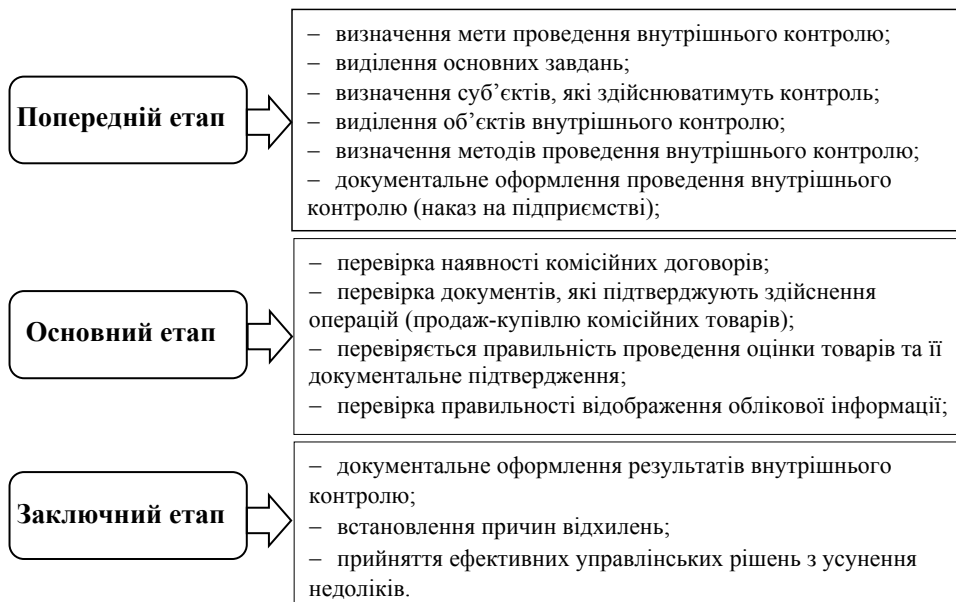 Попередній етап
– визначення мети проведення внутрішнього контролю;
– виділення основних завдань;
– визначення суб’єктів, які здійснюватимуть контроль;
– виділення об’єктів внутрішнього контролю;
– визначення методів проведення внутрішнього контролю;
– документальне оформлення проведення внутрішнього
контролю (наказ на підприємстві);
Основний етап
– перевірка наявності комісійних договорів;
– перевірка документів, які підтверджують здійснення
операцій (продаж-купівлю комісійних товарів);
– перевіряється правильність проведення оцінки товарів та її
документальне підтвердження;
– перевірка правильності відображення облікової інформації;
Заключний етап
– документальне оформлення результатів внутрішнього
контролю;
– встановлення причин відхилень;
– прийняття ефективних управлінських рішень з усунення
недоліків.